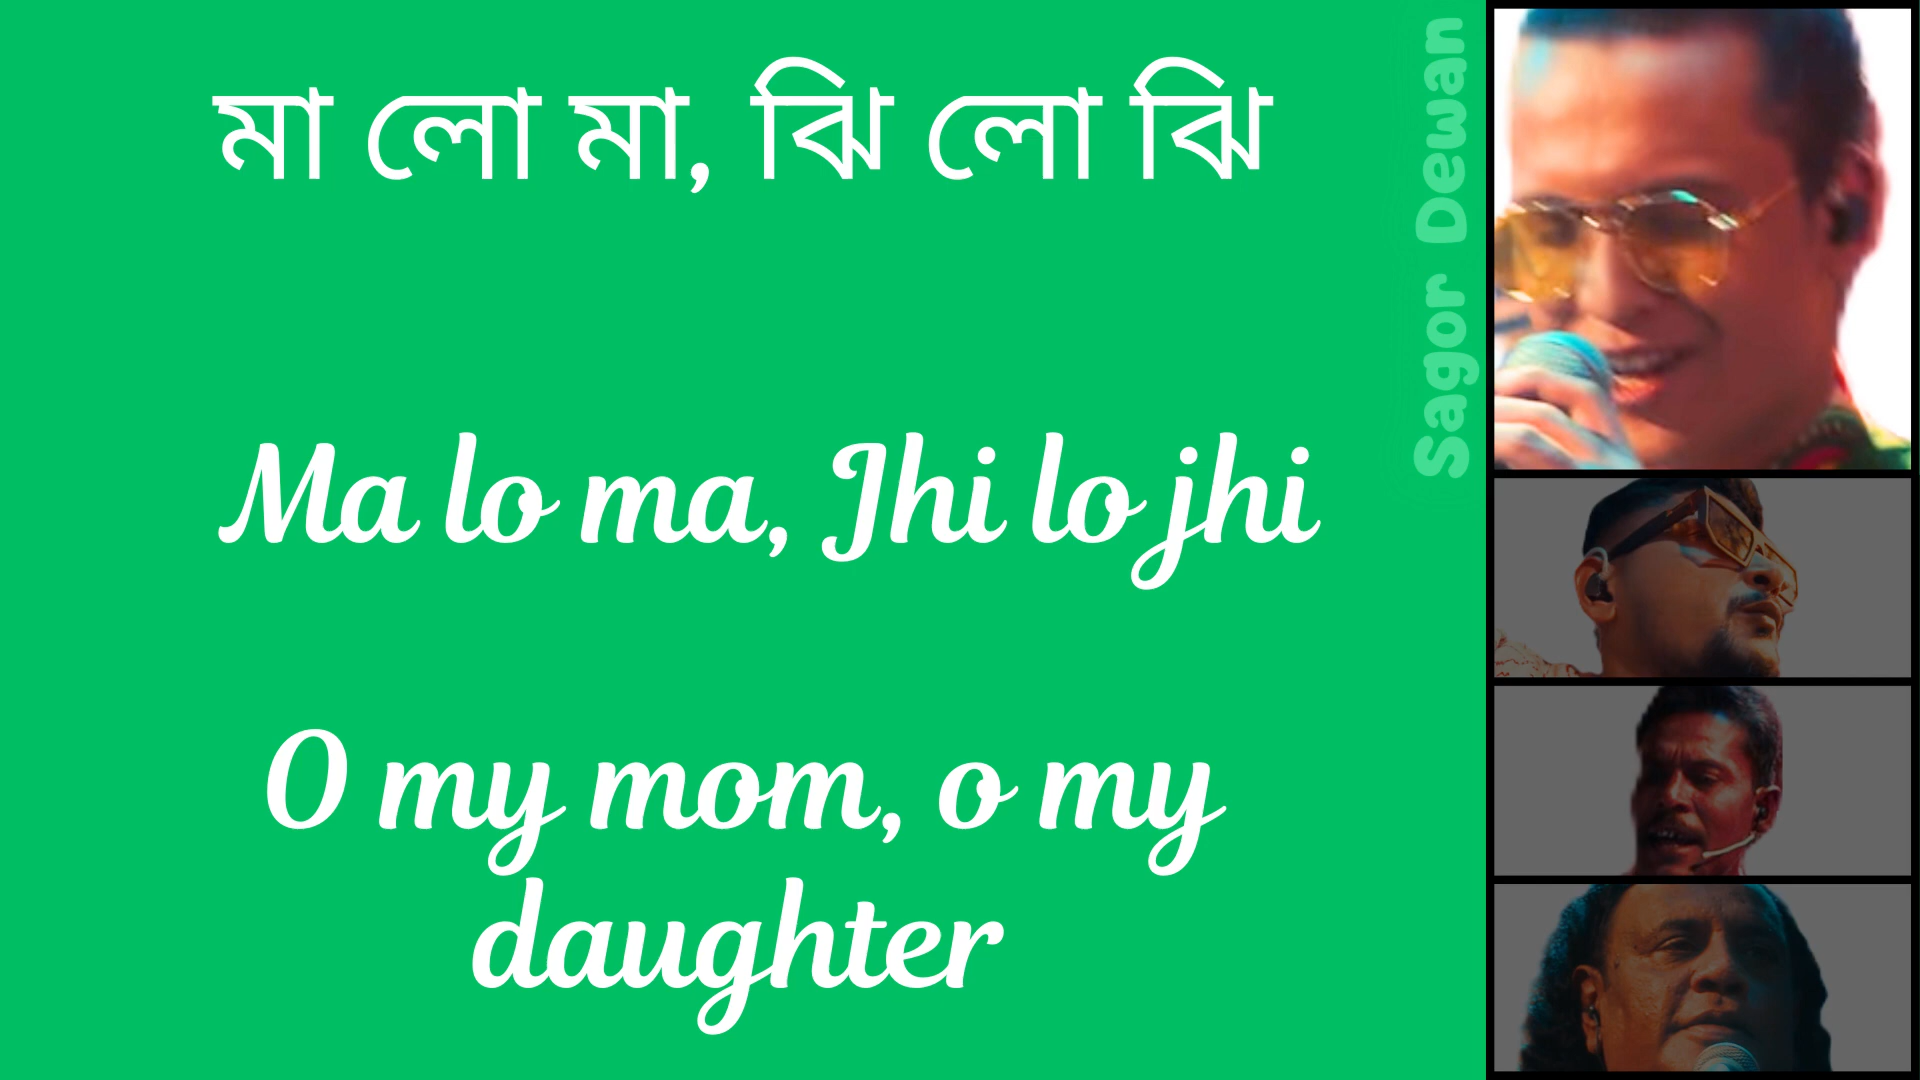 মা লো মা, ঝি লো ঝি
Sagor Dewan
Ma lo ma, Jhi lo jhi
O my mom, o my
daughter